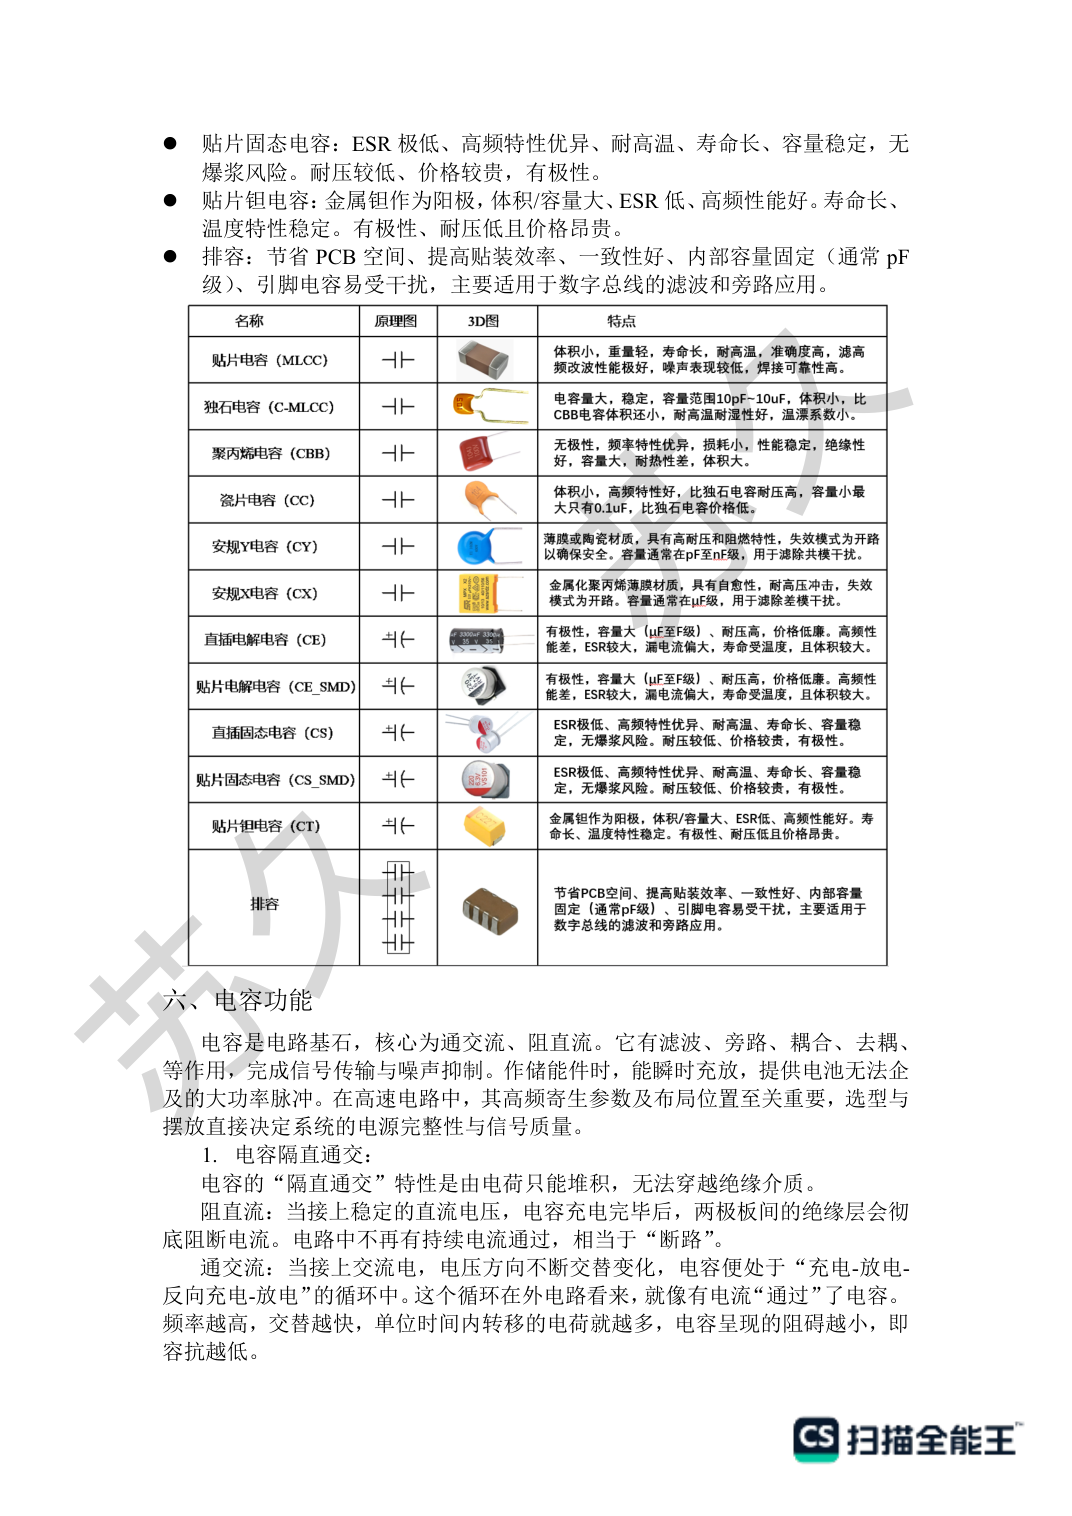 ● 贴片固态电容：ESR 极低、高频特性优异、耐高温、寿命长、容量稳定，无
爆浆风险。耐压较低、价格较贵，有极性。
● 贴片钽电容：金属钽作为阳极，体积/容量大、ESR 低、高频性能好。寿命长、
温度特性稳定。有极性、耐压低且价格昂贵。
● 排容：节省 PCB 空间、提高贴装效率、一致性好、内部容量固定（通常 pF
级）、引脚电容易受干扰，主要适用于数字总线的滤波和旁路应用。
名称 原理图 3D图 特点
贴片电容（MLCC） 体积小，重量轻，寿命长，耐高温，准确度高，滤高
频改波性能极好，噪声表现较低，焊接可靠性高。
独石电容（C-MLCC） 电容量大，稳定，容量范围10pF~10uF，体积小，比
CBB电容体积还小，耐高温耐湿性好，温漂系数小。
聚丙烯电容（CBB） 无极性，频率特性优异，损耗小，性能稳定，绝缘性
好，容量大，耐热性差，体积大。
瓷片电容（CC） 体积小，高频特性好，比独石电容耐压高，容量小最
大只有0.1uF，比独石电容价格低。
安规Y电容（CY） 薄膜或陶瓷材质，具有高耐压和阻燃特性，失效模式为开路
以确保安全。容量通常在pF至nF级，用于滤除共模干扰。
安规X电容（CX） 金属化聚丙烯薄膜材质，具有自愈性，耐高压冲击，失效
模式为开路。容量通常在μF级，用于滤除差模干扰。
直插电解电容（CE） 有极性，容量大（μF至F级）、耐压高，价格低廉。高频性
能差，ESR较大，漏电流偏大，寿命受温度，且体积较大。
贴片电解电容（CE_SMD） 有极性，容量大（μF至F级）、耐压高，价格低廉。高频性
能差，ESR较大，漏电流偏大，寿命受温度，且体积较大。
直插固态电容（CS） ESR极低、高频特性优异、耐高温、寿命长、容量稳
定，无爆浆风险。耐压较低、价格较贵，有极性。
贴片固态电容（CS_SMD） ESR极低、高频特性优异、耐高温、寿命长、容量稳
定，无爆浆风险。耐压较低、价格较贵，有极性。
贴片钽电容（CT） 金属钽作为阳极，体积/容量大、ESR低、高频性能好。寿
命长、温度特性稳定。有极性、耐压低且价格昂贵。
排容 节省PCB空间、提高贴装效率、一致性好、内部容量
固定（通常pF级）、引脚电容易受干扰，主要适用于
数字总线的滤波和旁路应用。
六、电容功能
电容是电路基石，核心为通交流、阻直流。它有滤波、旁路、耦合、去耦、
等作用，完成信号传输与噪声抑制。作储能件时，能瞬时充放，提供电池无法企
及的大功率脉冲。在高速电路中，其高频寄生参数及布局位置至关重要，选型与
摆放直接决定系统的电源完整性与信号质量。
1. 电容隔直通交：
电容的“隔直通交”特性是由电荷只能堆积，无法穿越绝缘介质。
阻直流：当接上稳定的直流电压，电容充电完毕后，两极板间的绝缘层会彻
底阻断电流。电路中不再有持续电流通过，相当于“断路”。
通交流：当接上交流电，电压方向不断交替变化，电容便处于“充电-放电-
反向充电-放电”的循环中。这个循环在外电路看来，就像有电流“通过”了电容。
频率越高，交替越快，单位时间内转移的电荷就越多，电容呈现的阻碍越小，即
容抗越低。
苏久
苏久
CS 扫描全能王™